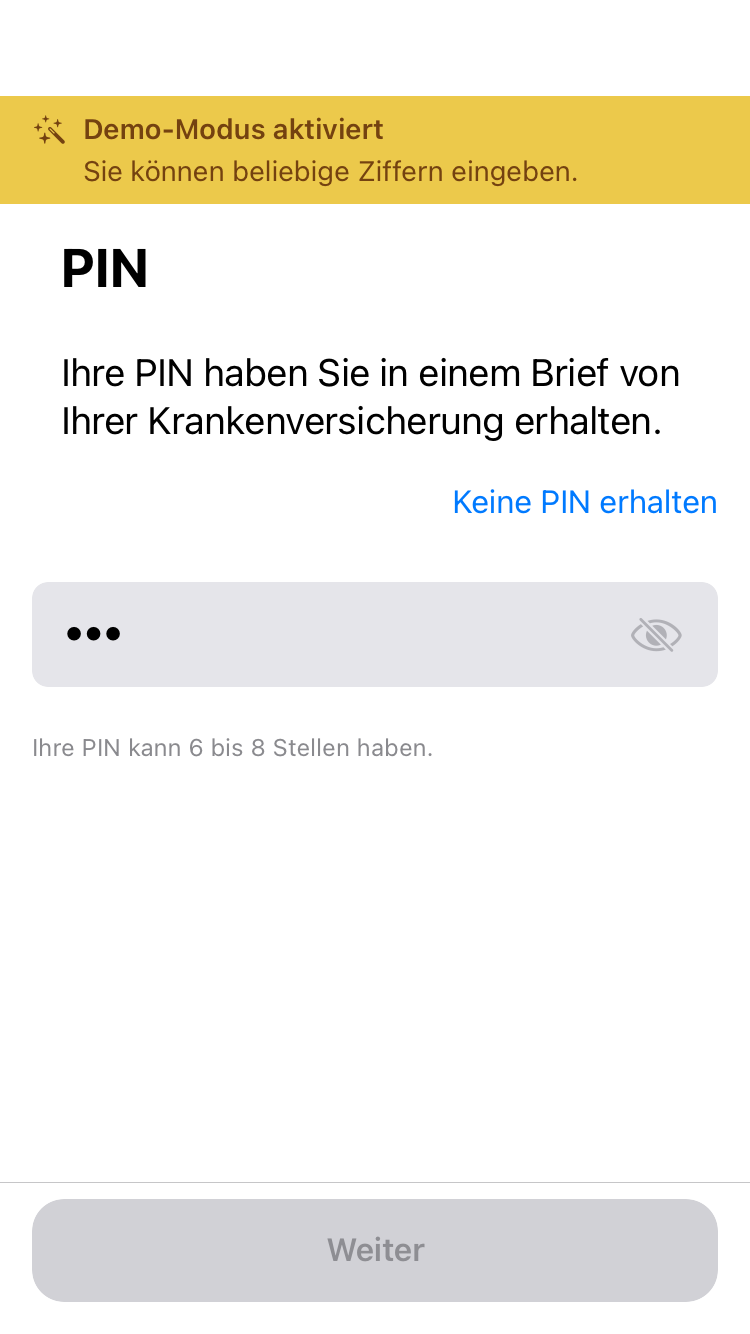 Demo-Modus aktiviert
Sie können beliebige Ziffern eingeben.
PIN
Ihre PIN haben Sie in einem Brief von
Ihrer Krankenversicherung erhalten.
Keine PIN erhalten
•••
Ihre PIN kann 6 bis 8 Stellen haben.
Weiter